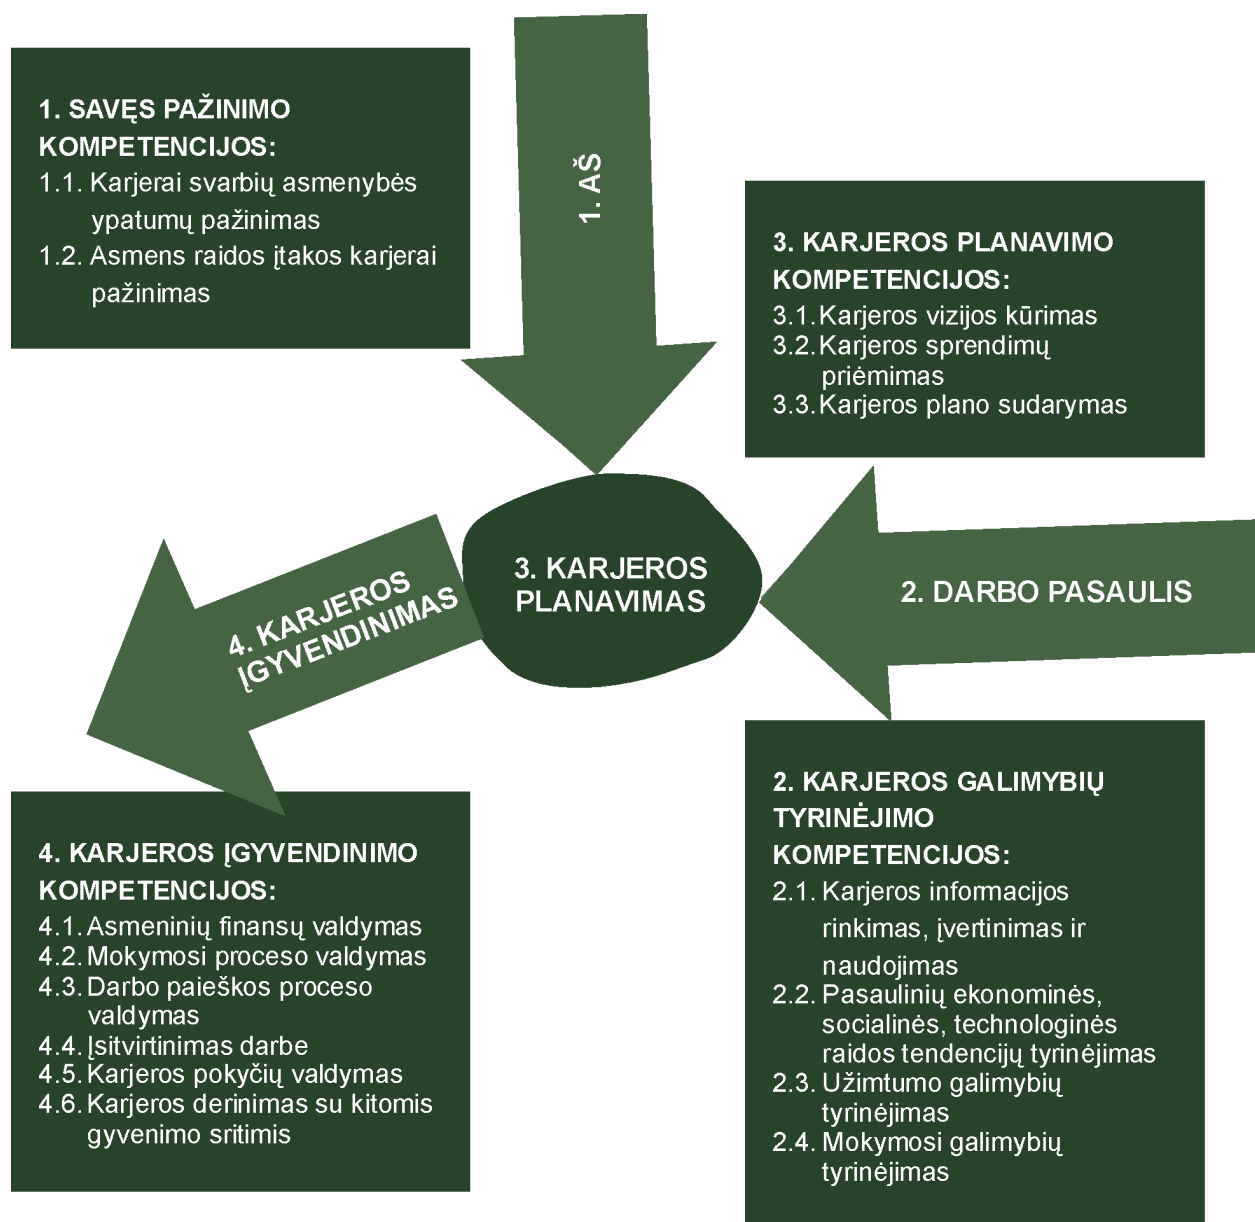 1. SAVĘS PAŽINIMO
KOMPETENCIJOS:
1.1. Karjerai svarbių asmenybės
ypatumų pažinimas
1.2. Asmens raidos įtakos karjerai
pažinimas
1. AŠ
3. KARJEROS PLANAVIMO
KOMPETENCIJOS:
3.1. Karjeros vizijos kūrimas
3.2. Karjeros sprendimų
priėmimas
3.3. Karjeros plano sudarymas
3. KARJEROS
PLANAVIMAS
2. DARBO PASAULIS
4. KARJEROS
ĮGYVENDINIMAS
4. KARJEROS ĮGYVENDINIMO
KOMPETENCIJOS:
4.1. Asmeninių finansų valdymas
4.2. Mokymosi proceso valdymas
4.3. Darbo paieškos proceso
valdymas
4.4. Įsitvirtinimas darbe
4.5. Karjeros pokyčių valdymas
4.6. Karjeros derinimas su kitomis
gyvenimo sritimis
2. KARJEROS GALIMYBIŲ
TYRINĖJIMO
KOMPETENCIJOS:
2.1. Karjeros informacijos
rinkimas, įvertinimas ir
naudojimas
2.2. Pasaulinių ekonominės,
socialinės, technologinės
raidos tendencijų tyrinėjimas
2.3. Užimtumo galimybių
tyrinėjimas
2.4. Mokymosi galimybių
tyrinėjimas